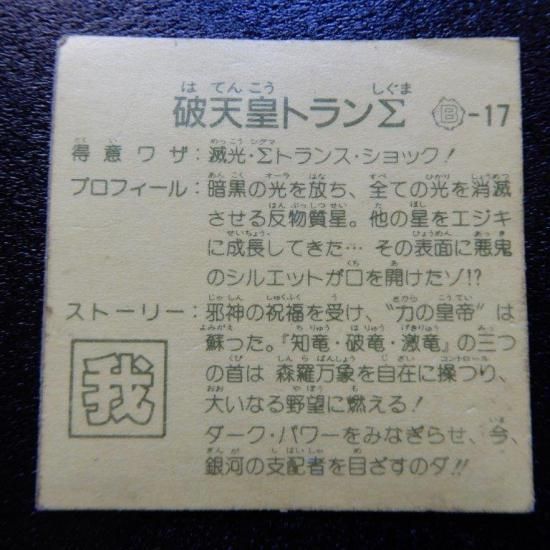 破天皇トランΣ Ⓑ-17
得意ワザ：滅光・Σトランス・ショック！
プロフィール：暗黒の光を放ち、全ての光を消滅
させる反物質星。他の星をエジキ
に成長してきた… その表面に悪鬼
のシルエットが口を開けたゾ!?
ストーリー：邪神の祝福を受け、“力の皇帝”は
蘇った。『知竜・破竜・激竜』の三つ
の首は 森羅万象を自在に操つり、
大いなる野望に燃える！
ダーク・パワーをみなぎらせ、今、
銀河の支配者を目ざすのダ!!
我